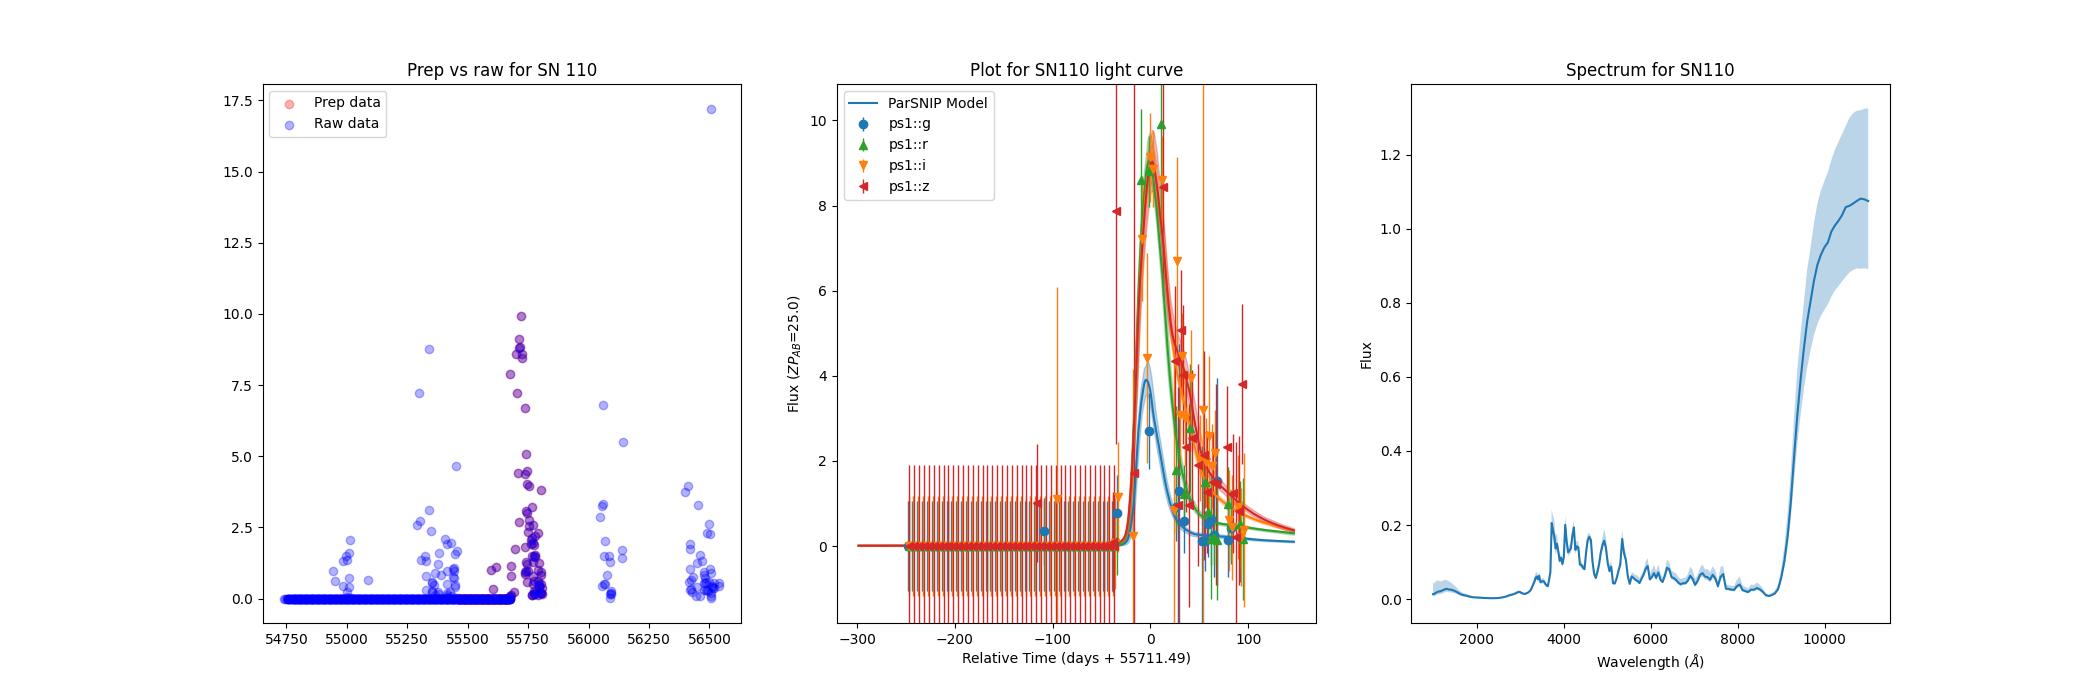 Prep vs raw for SN 110
Prep data
Raw data
17.5
15.0
12.5
10.0
7.5
5.0
2.5
0.0
54750 55000 55250 55500 55750 56000 56250 56500
Plot for SN110 light curve
ParSNIP Model
ps1::g
ps1::r
ps1::i
ps1::z
Flux (ZP_AB=25.0)
10
8
6
4
2
0
−300 −200 −100 0 100
Relative Time (days + 55711.49)
Spectrum for SN110
Flux
1.2
1.0
0.8
0.6
0.4
0.2
0.0
2000 4000 6000 8000 10000
Wavelength (Å)